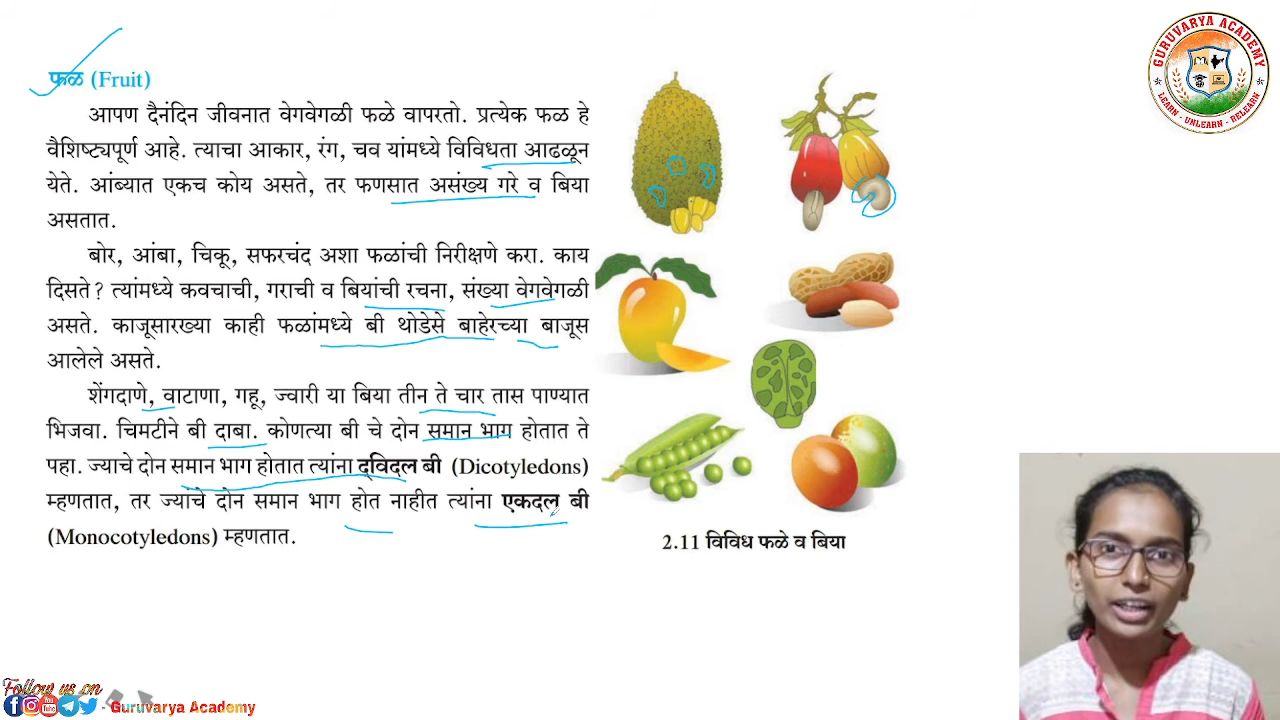 फळ (Fruit)
आपण दैनंदिन जीवनात वेगवेगळी फळे वापरतो. प्रत्येक फळ हे
वैशिष्ट्यपूर्ण आहे. त्याचा आकार, रंग, चव यांमध्ये विविधता आढळून
येते. आंब्यात एकच कोय असते, तर फणसात असंख्य गरे व बिया
असतात.
बोर, आंबा, चिकू, सफरचंद अशा फळांची निरीक्षणे करा. काय
दिसते? त्यांमध्ये कवचाची, गराची व बियांची रचना, संख्या वेगवेगळी
असते. काजूसारख्या काही फळांमध्ये बी थोडेसे बाहेरच्या बाजूस
आलेले असते.
शेंगदाणे, वाटाणा, गहू, ज्वारी या बिया तीन ते चार तास पाण्यात
भिजवा. चिमटीने बी दाबा. कोणत्या बी चे दोन समान भाग होतात ते
पहा. ज्याचे दोन समान भाग होतात त्यांना द्विदल बी (Dicotyledons)
म्हणतात, तर ज्यांचे दोन समान भाग होत नाहीत त्यांना एकदल बी
(Monocotyledons) म्हणतात.
2.11 विविध फळे व बिया
GURUVARYA ACADEMY
LEARN - UNLEARN - RELEARN
Follow us on
- Guruvarya Academy